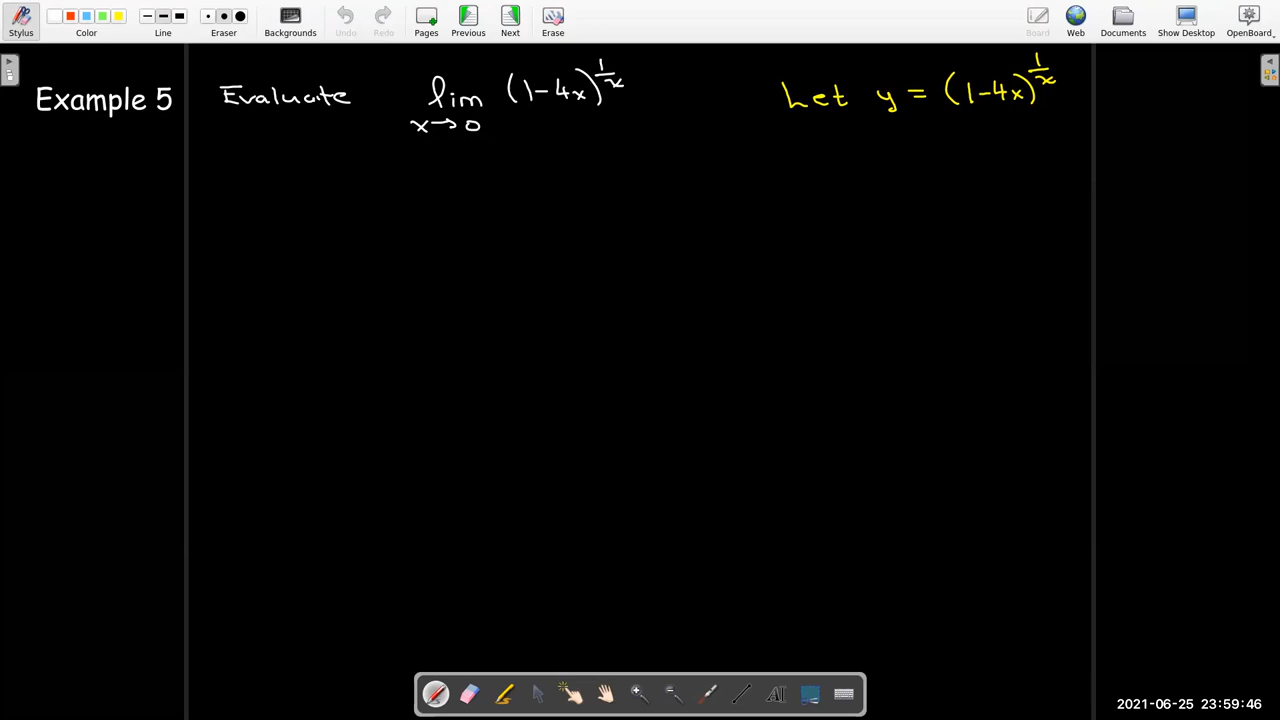 Stylus Color Line Eraser Backgrounds Undo Redo Pages Previous Next Erase Board Web Documents Show Desktop OpenBoard
Example 5 Evaluate lim x→0 (1-4x)^(1/x) Let y = (1-4x)^(1/x)
2021-06-25 23:59:46